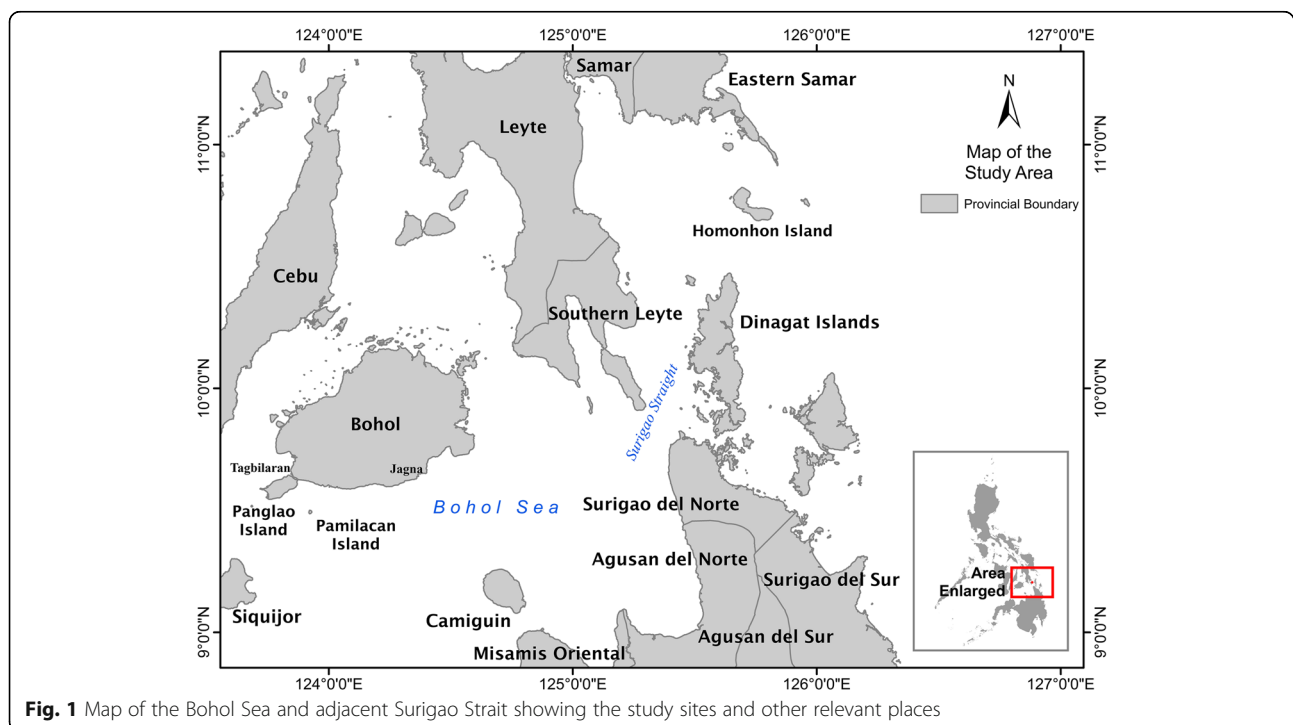 124°0'0"E
125°0'0"E
126°0'0"E
127°0'0"E
Samar
Eastern Samar
N
Leyte
11°0'0"N
11°0'0"N
Map of the
Study Area
Provincial Boundary
Homonhon Island
Cebu
Southern Leyte
Dinagat Islands
10°0'0"N
10°0'0"N
Surigao Straight
Bohol
Tagbilaran
Jagna
Panglao
Island
Pamilacan
Island
Bohol Sea
Surigao del Norte
Agusan del Norte
Surigao del Sur
Area
Enlarged
Siquijor
Camiguin
9°0'0"N
9°0'0"N
Agusan del Sur
Misamis Oriental
124°0'0"E
125°0'0"E
126°0'0"E
127°0'0"E
Fig. 1 Map of the Bohol Sea and adjacent Surigao Strait showing the study sites and other relevant places